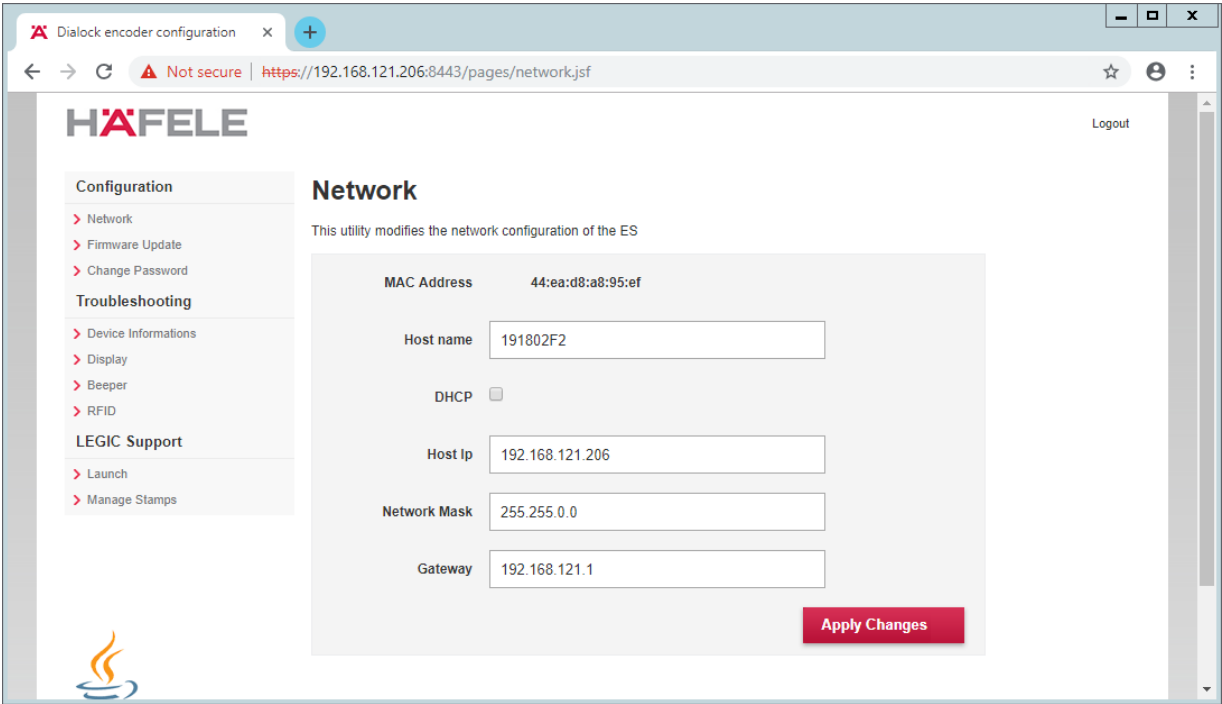 Dialock encoder configuration
Not secure | https://192.168.121.206:8443/pages/network.jsf
HÄFELE
Logout
Configuration
Network
Firmware Update
Change Password
Troubleshooting
Device Informations
Display
Beeper
RFID
LEGIC Support
Launch
Manage Stamps
Network
This utility modifies the network configuration of the ES
MAC Address 44:ea:d8:a8:95:ef
Host name 191802F2
DHCP
Host Ip 192.168.121.206
Network Mask 255.255.0.0
Gateway 192.168.121.1
Apply Changes